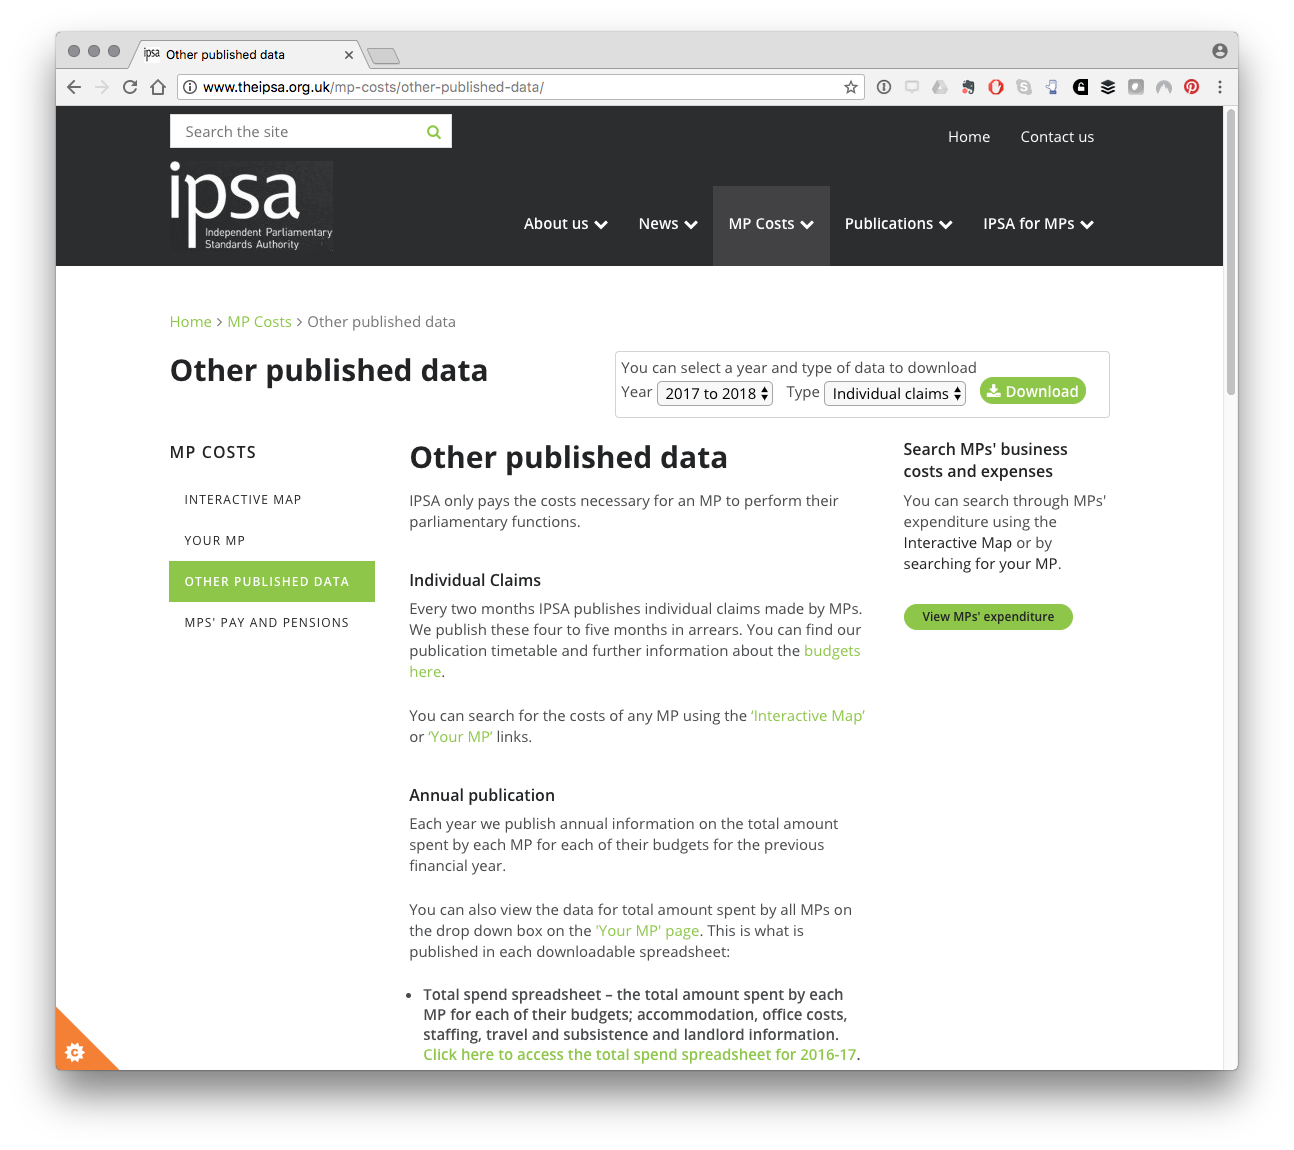 ipsa Other published data
www.theipsa.org.uk/mp-costs/other-published-data/
Search the site
Home Contact us
ipsa
Independent Parliamentary
Standards Authority
About us News MP Costs Publications IPSA for MPs
Home > MP Costs > Other published data
Other published data
You can select a year and type of data to download
Year 2017 to 2018 Type Individual claims Download
MP COSTS
INTERACTIVE MAP
YOUR MP
OTHER PUBLISHED DATA
MPS' PAY AND PENSIONS
Other published data
IPSA only pays the costs necessary for an MP to perform their
parliamentary functions.
Individual Claims
Every two months IPSA publishes individual claims made by MPs.
We publish these four to five months in arrears. You can find our
publication timetable and further information about the budgets
here.
You can search for the costs of any MP using the ‘Interactive Map’
or ‘Your MP’ links.
Annual publication
Each year we publish annual information on the total amount
spent by each MP for each of their budgets for the previous
financial year.
You can also view the data for total amount spent by all MPs on
the drop down box on the 'Your MP' page. This is what is
published in each downloadable spreadsheet:
• Total spend spreadsheet – the total amount spent by each
MP for each of their budgets; accommodation, office costs,
staffing, travel and subsistence and landlord information.
Click here to access the total spend spreadsheet for 2016-17.
Search MPs' business
costs and expenses
You can search through MPs'
expenditure using the
Interactive Map or by
searching for your MP.
View MPs' expenditure